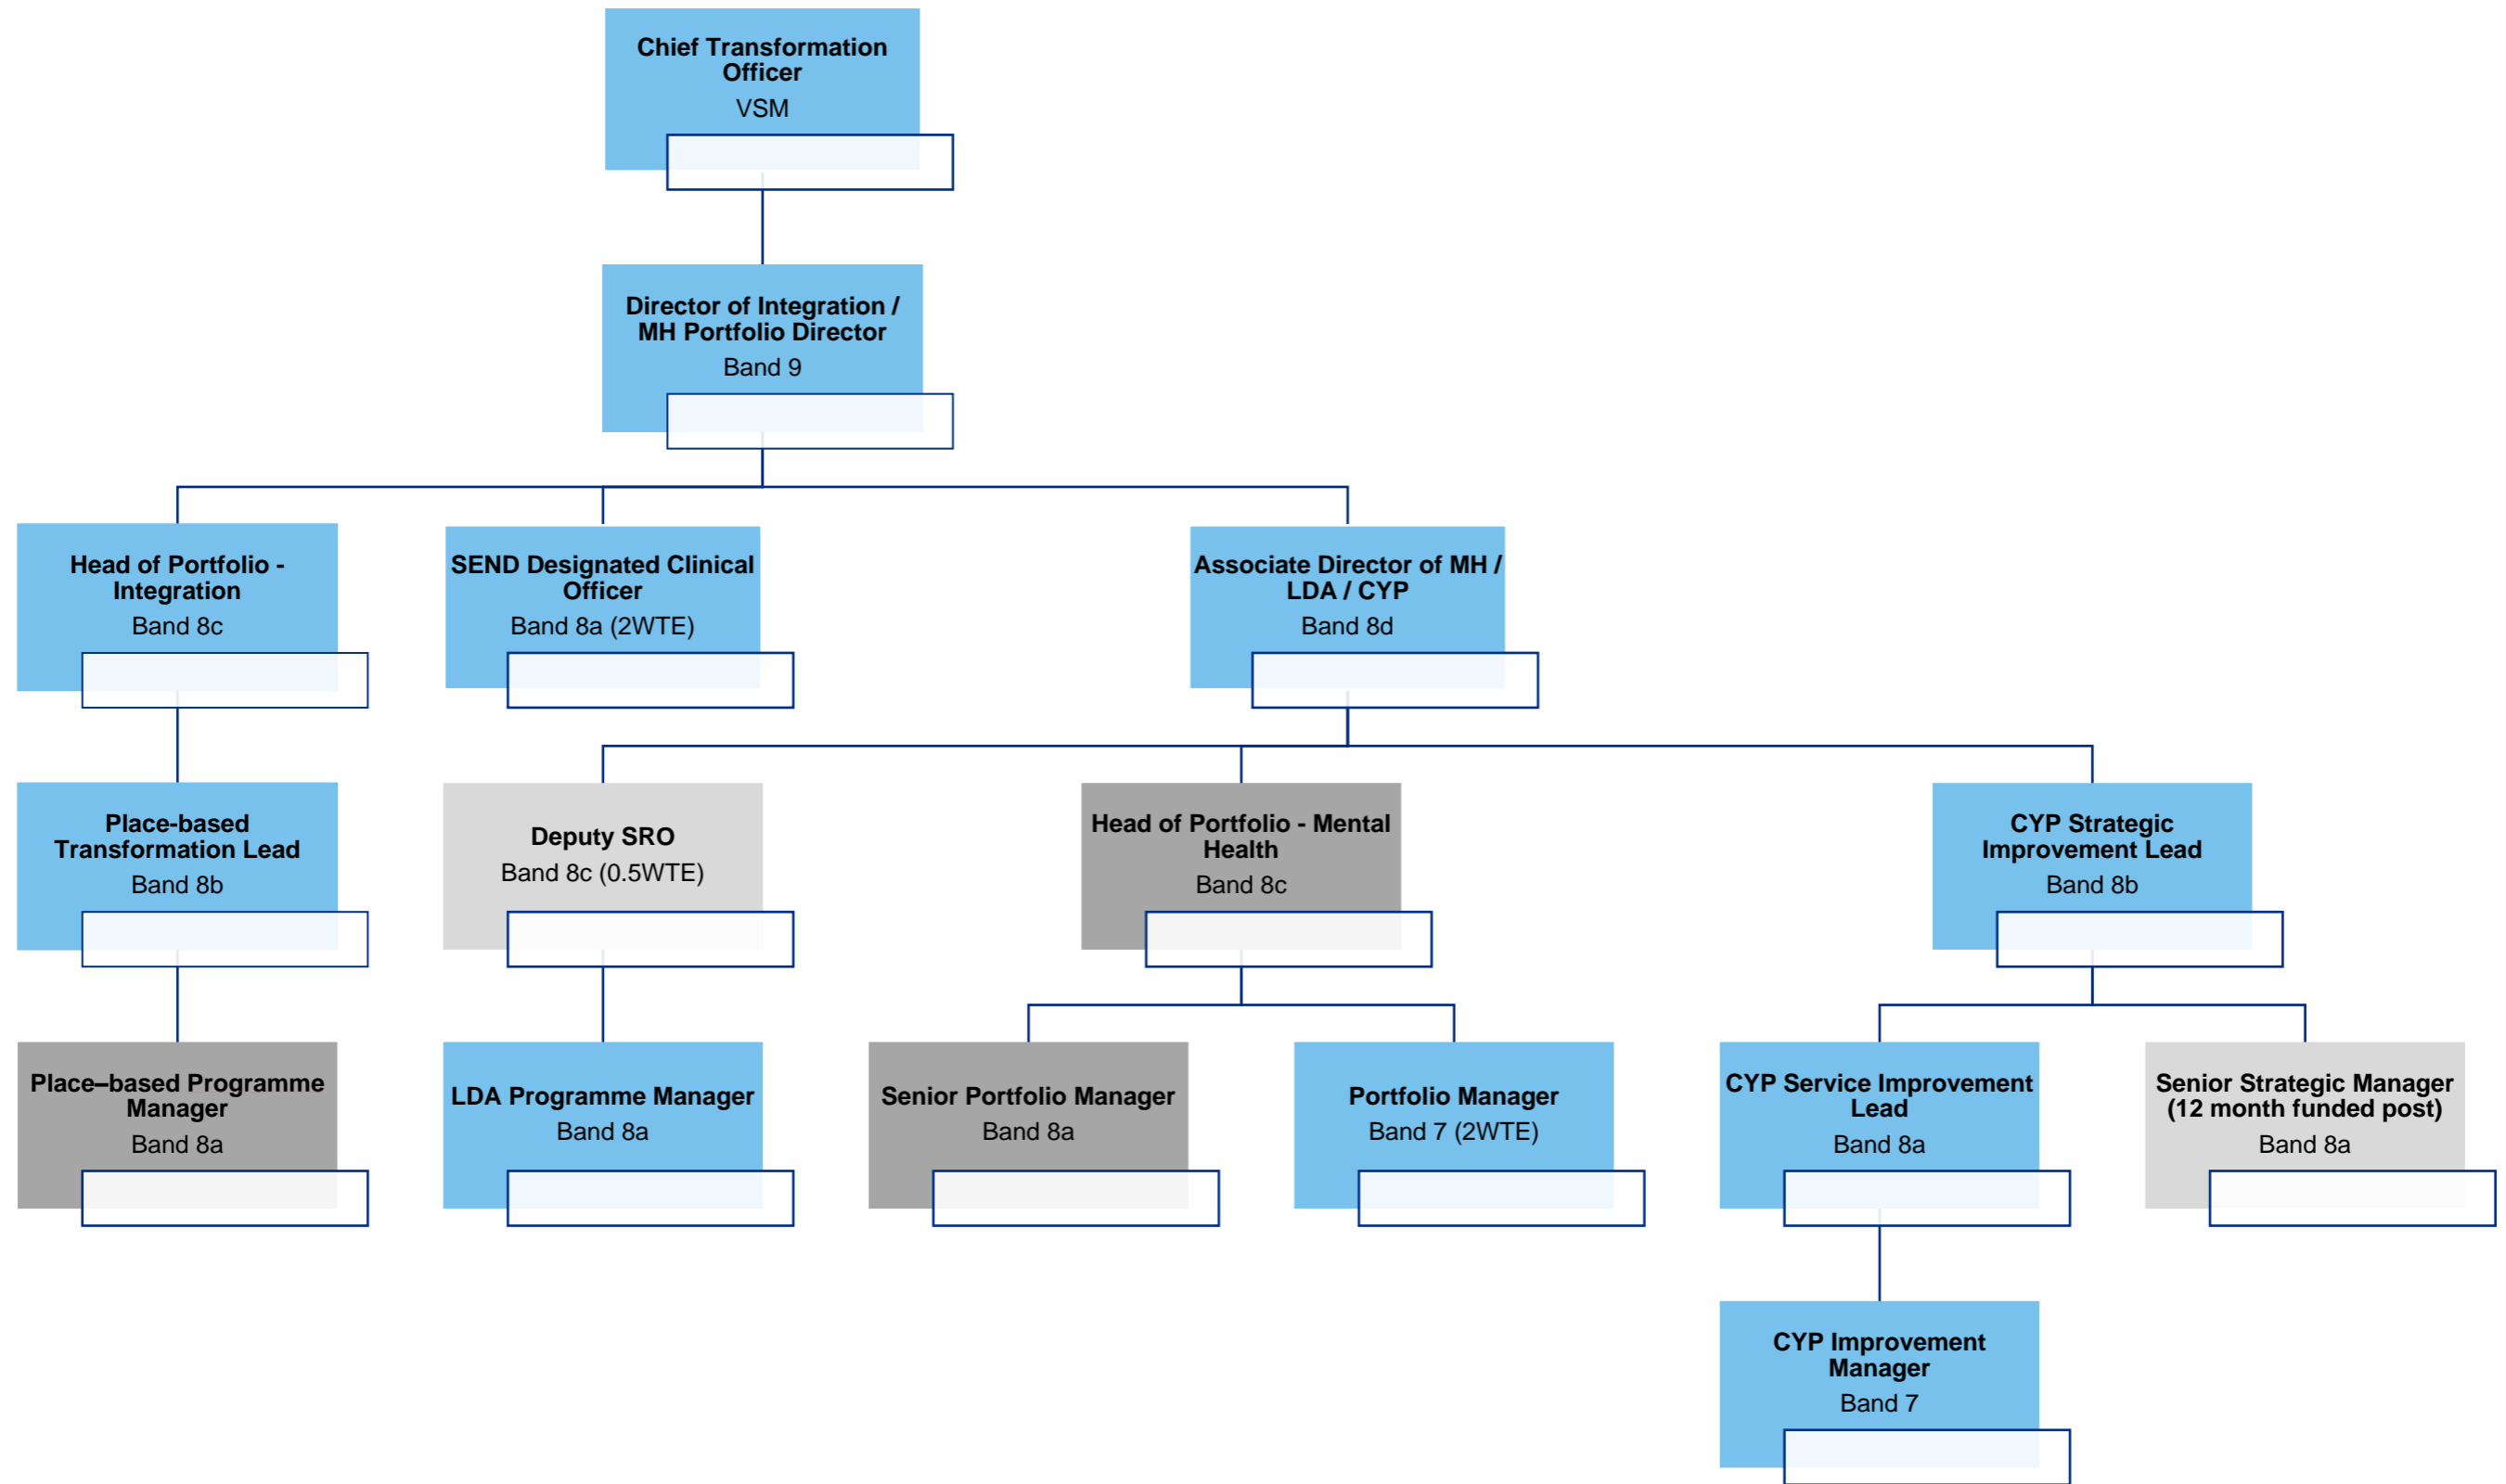 Chief Transformation
Officer
VSM
Director of Integration /
MH Portfolio Director
Band 9
Head of Portfolio -
Integration
Band 8c
SEND Designated Clinical
Officer
Band 8a (2WTE)
Associate Director of MH /
LDA / CYP
Band 8d
Place-based
Transformation Lead
Band 8b
Deputy SRO
Band 8c (0.5WTE)
Head of Portfolio - Mental
Health
Band 8c
CYP Strategic
Improvement Lead
Band 8b
Place–based Programme
Manager
Band 8a
LDA Programme Manager
Band 8a
Senior Portfolio Manager
Band 8a
Portfolio Manager
Band 7 (2WTE)
CYP Service Improvement
Lead
Band 8a
Senior Strategic Manager
(12 month funded post)
Band 8a
CYP Improvement
Manager
Band 7